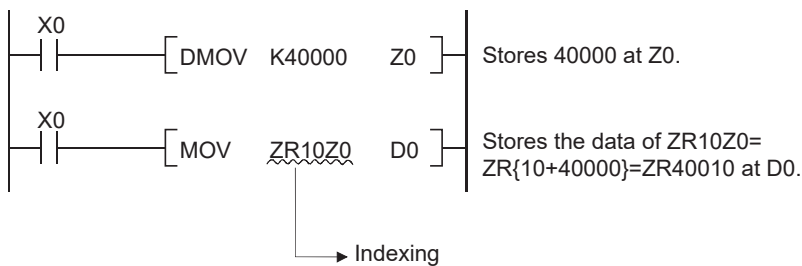 X0
DMOV K40000 Z0 Stores 40000 at Z0.
X0
MOV ZR10Z0 D0 Stores the data of ZR10Z0=
ZR{10+40000}=ZR40010 at D0.
Indexing